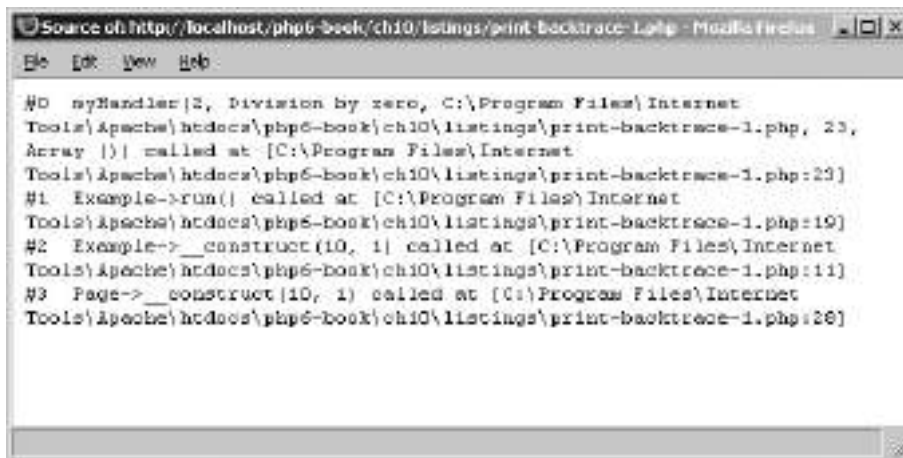 Source of: http://localhost/php6-book/ch10/listings/print-backtrace-1.php - Mozilla Firefox
File Edit View Help
#0  myHandler(2, Division by zero, C:\Program Files\Internet
Tools\Apache\htdocs\php6-book\ch10\listings\print-backtrace-1.php, 23,
Array ()) called at [C:\Program Files\Internet
Tools\Apache\htdocs\php6-book\ch10\listings\print-backtrace-1.php:23]
#1  Example->run() called at [C:\Program Files\Internet
Tools\Apache\htdocs\php6-book\ch10\listings\print-backtrace-1.php:19]
#2  Example->__construct(10, 1) called at [C:\Program Files\Internet
Tools\Apache\htdocs\php6-book\ch10\listings\print-backtrace-1.php:11]
#3  Page->__construct(10, 1) called at [C:\Program Files\Internet
Tools\Apache\htdocs\php6-book\ch10\listings\print-backtrace-1.php:28]